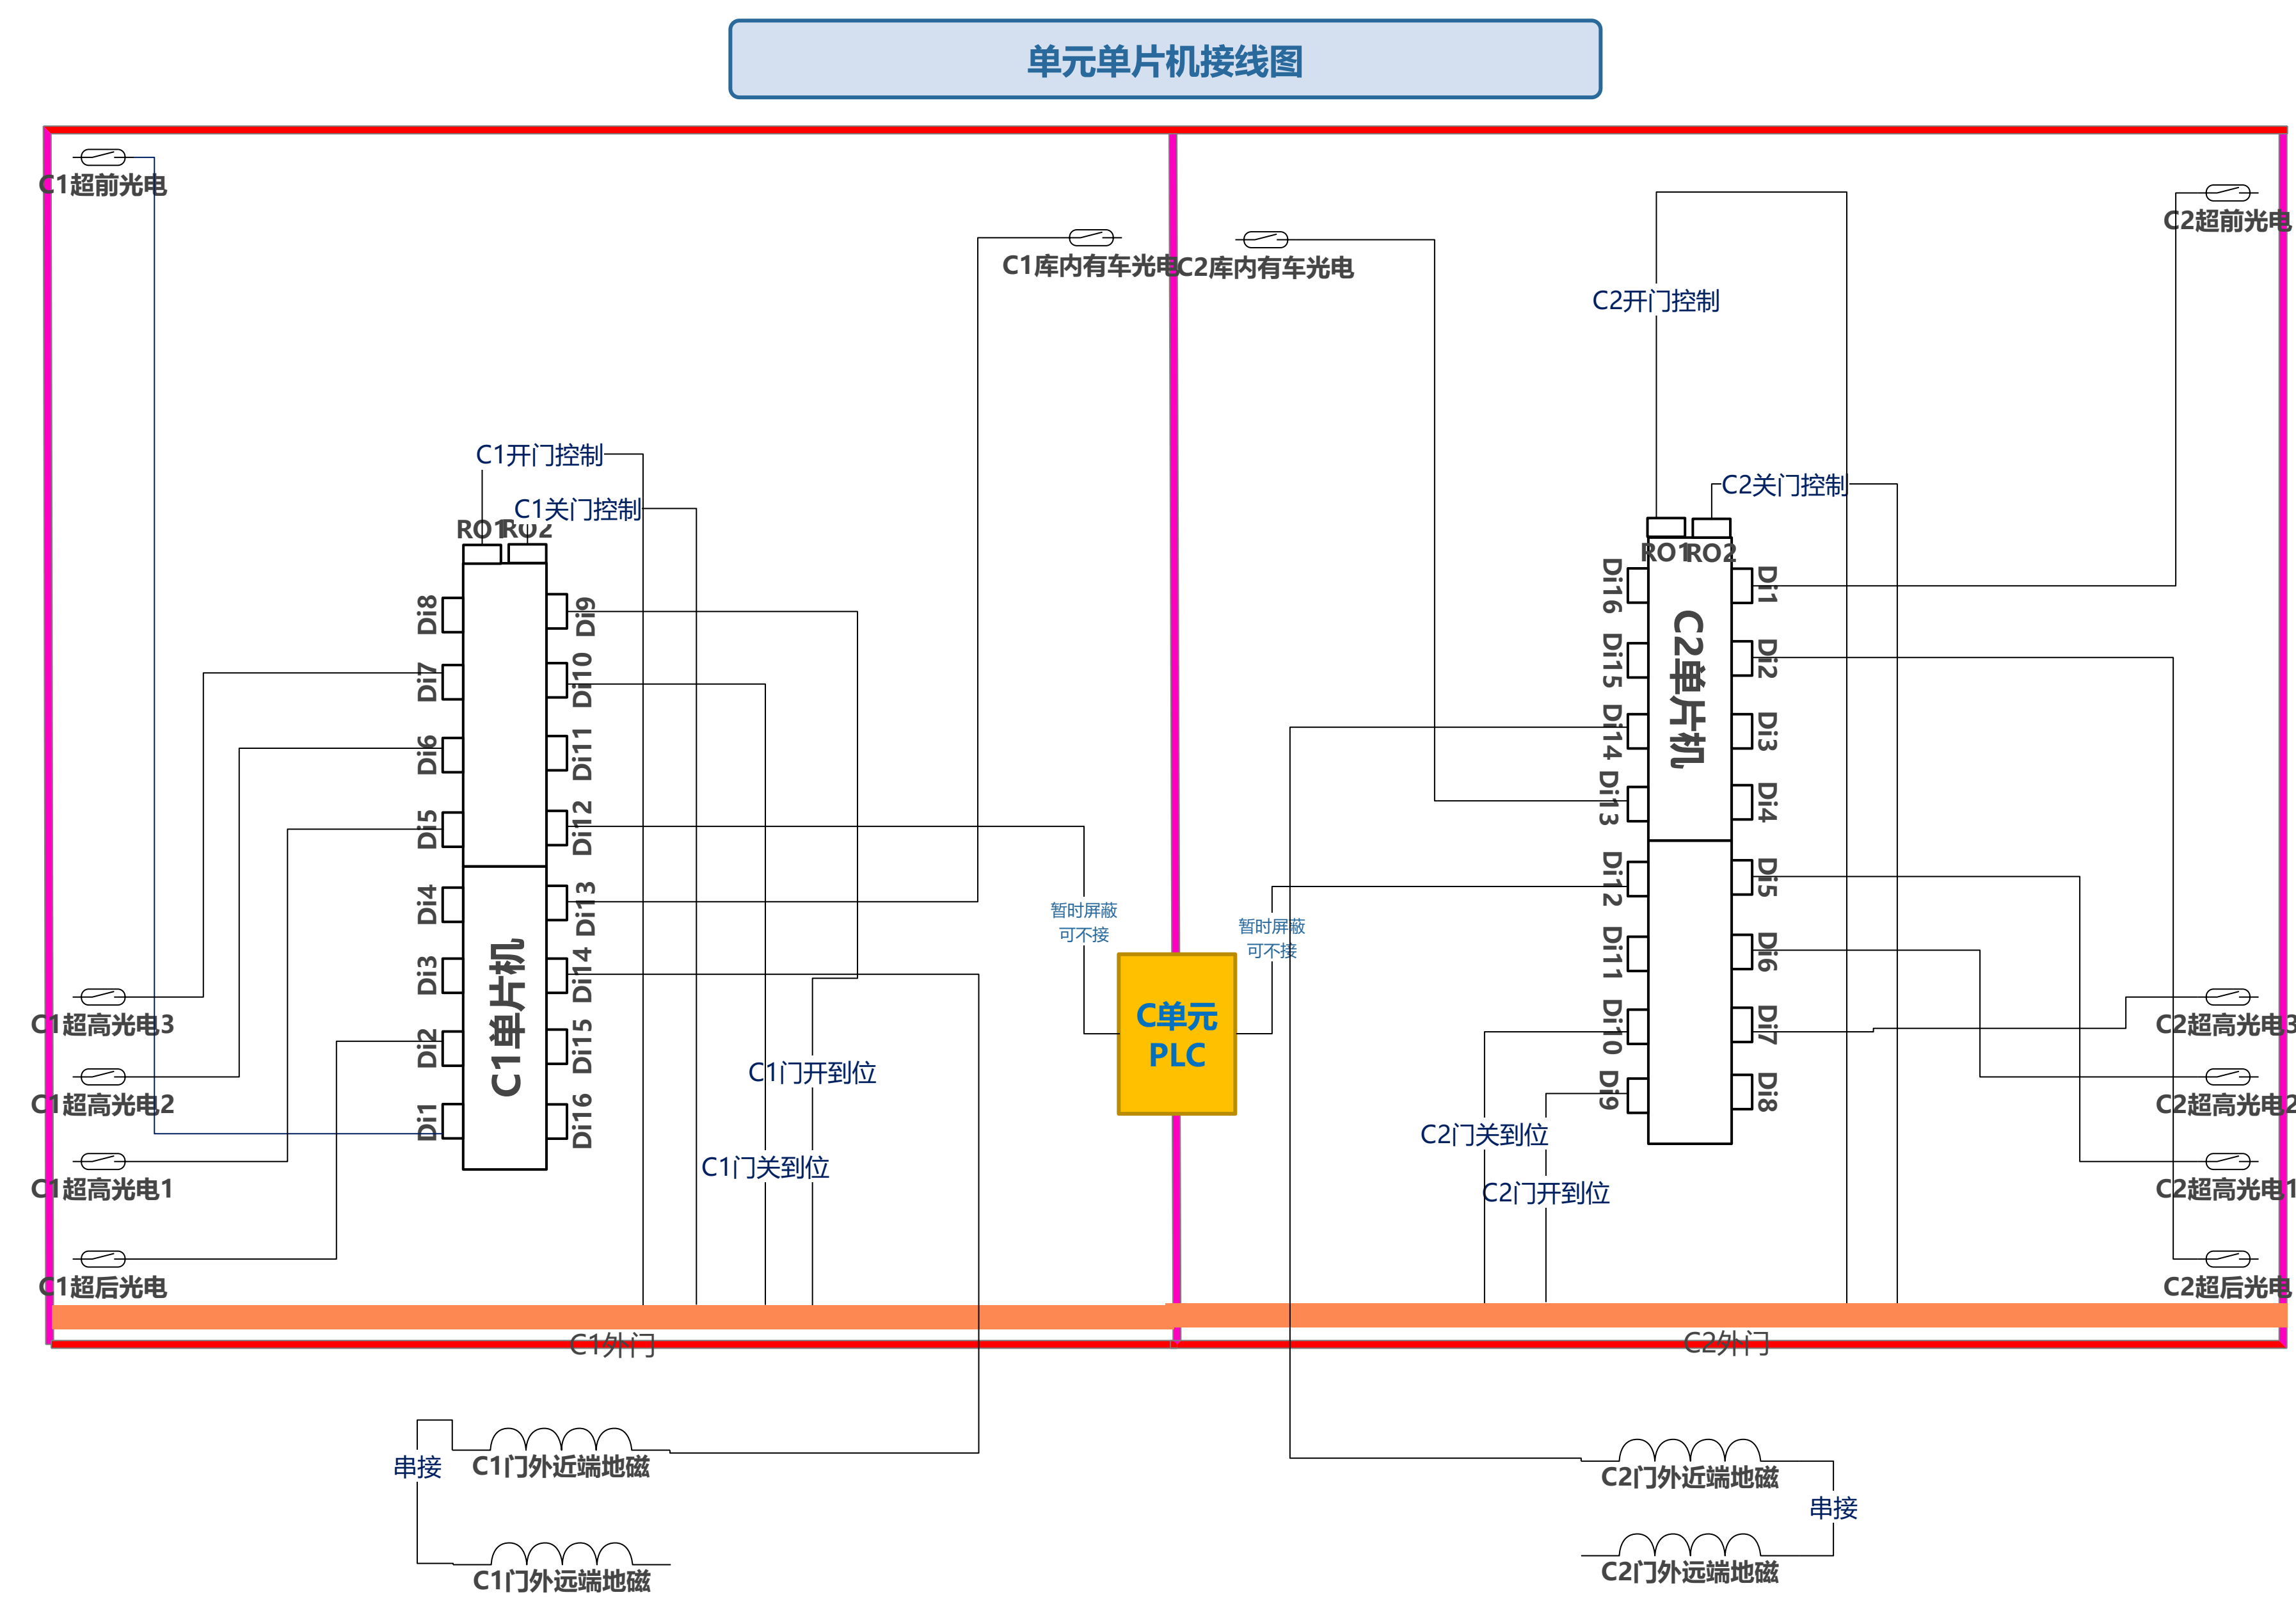 单元单片机接线图
C1超前光电
C2超前光电
C1库内有车光电
C2库内有车光电
C2开门控制
C1开门控制
C2关门控制
C1关门控制
RO1
RO2
RO1
RO2
Di8
Di7
Di6
Di5
Di4
Di3
Di2
Di1
C1单片机
Di9
Di10
Di11
Di12
Di13
Di14
Di15
Di16
Di16
Di15
Di14
Di13
Di12
Di11
Di10
Di9
C2单片机
Di1
Di2
Di3
Di4
Di5
Di6
Di7
Di8
暂时屏蔽
可不接
暂时屏蔽
可不接
C单元
PLC
C1超高光电3
C1超高光电2
C1超高光电1
C1超后光电
C1门开到位
C1门关到位
C2门关到位
C2门开到位
C2超高光电3
C2超高光电2
C2超高光电1
C2超后光电
C1外门
C2外门
串接
C1门外近端地磁
C1门外远端地磁
C2门外近端地磁
串接
C2门外远端地磁